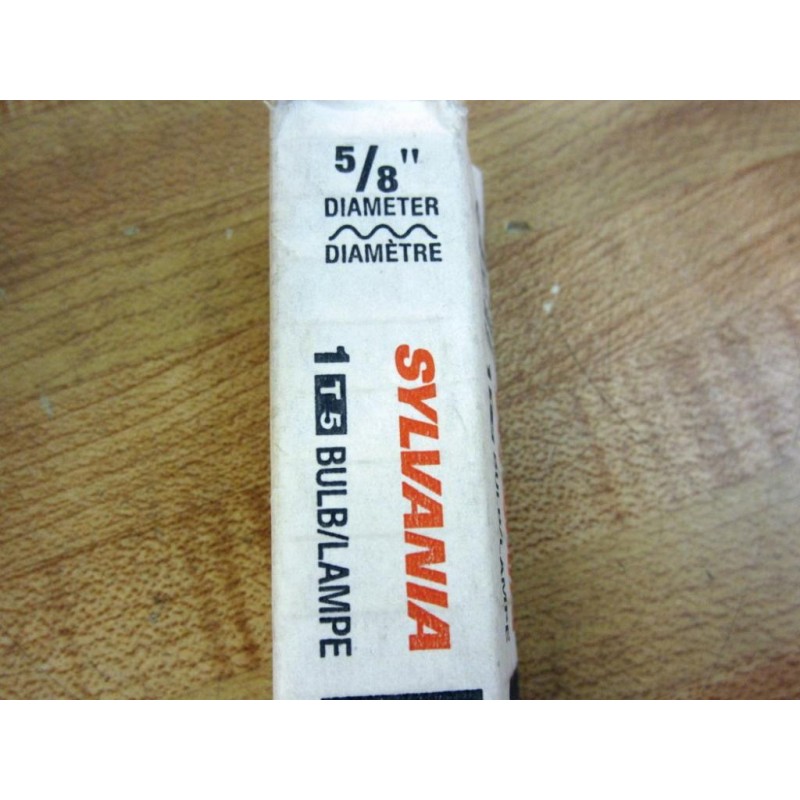 5/8"
DIAMETER
DIAMÈTRE
SYLVANIA
1 T5 BULB/LAMPE